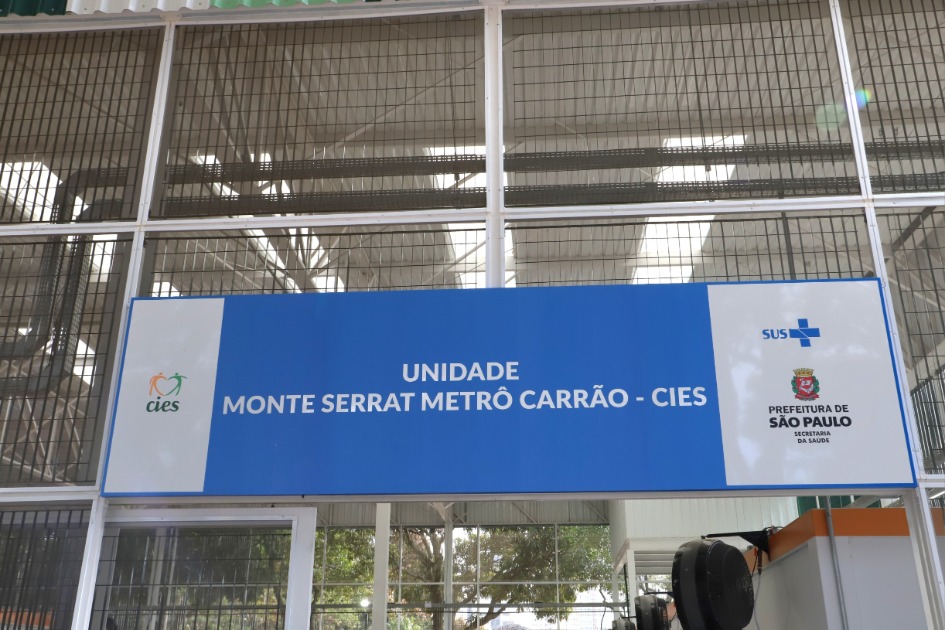 cies
UNIDADE
MONTE SERRAT METRÔ CARRÃO - CIES
SUS
PREFEITURA DE
SÃO PAULO
SECRETARIA
DA SAÚDE